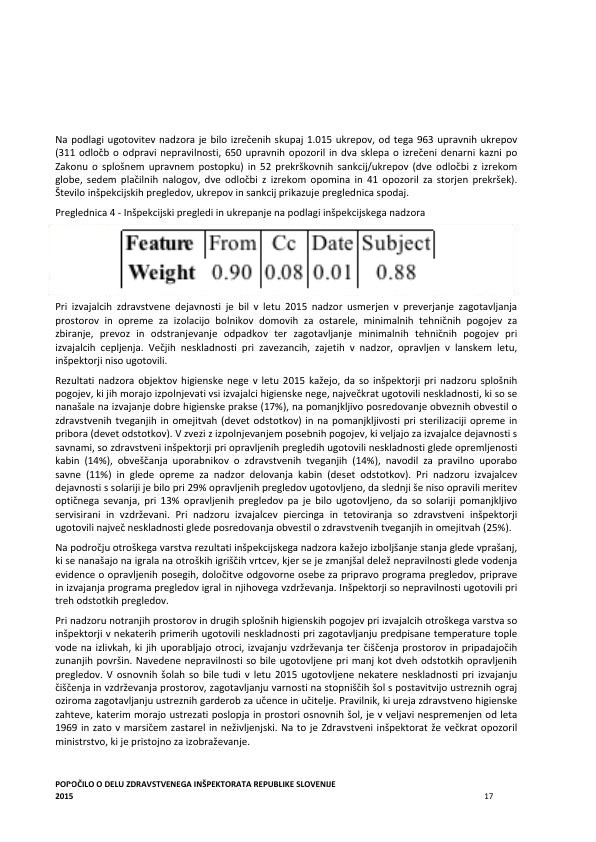 Na podlagi ugotovitev nadzora je bilo izrečenih skupaj 1.015 ukrepov, od tega 963 upravnih ukrepov
(311 odločb o odpravi nepravilnosti, 650 upravnih opozoril in dva sklepa o izrečeni denarni kazni po
Zakonu o splošnem upravnem postopku) in 52 prekrškovnih sankcij/ukrepov (dve odločbi z izrekom
globe, sedem plačilnih nalogov, dve odločbi z izrekom opomina in 41 opozoril za storjen prekršek).
Število inšpekcijskih pregledov, ukrepov in sankcij prikazuje preglednica spodaj.
Preglednica 4 - Inšpekcijski pregledi in ukrepanje na podlagi inšpekcijskega nadzora
Feature From Cc Date Subject
Weight 0.90 0.08 0.01 0.88
Pri izvajalcih zdravstvene dejavnosti je bil v letu 2015 nadzor usmerjen v preverjanje zagotavljanja
prostorov in opreme za izolacijo bolnikov domovih za ostarele, minimalnih tehničnih pogojev za
zbiranje, prevoz in odstranjevanje odpadkov ter zagotavljanje minimalnih tehničnih pogojev pri
izvajalcih cepljenja. Večjih neskladnosti pri zavezancih, zajetih v nadzor, opravljen v lanskem letu,
inšpektorji niso ugotovili.
Rezultati nadzora objektov higienske nege v letu 2015 kažejo, da so inšpektorji pri nadzoru splošnih
pogojev, ki jih morajo izpolnjevati vsi izvajalci higienske nege, največkrat ugotovili neskladnosti, ki so se
nanašale na izvajanje dobre higienske prakse (17%), na pomanjkljivo posredovanje obveznih obvestil o
zdravstvenih tveganjih in omejitvah (devet odstotkov) in na pomankljivosti pri sterilizaciji opreme in
pribora (devet odstotkov). V zvezi z izpolnjevanjem posebnih pogojev, ki veljajo za izvajalce dejavnosti s
savnami, so zdravstveni inšpektorji pri opravljenih pregledih ugotovili neskladnosti glede opremljenosti
kabin (14%), obveščanja uporabnikov o zdravstvenih tveganjih (14%), navodil za pravilno uporabo
savne (11%) in glede opreme za nadzor delovanja kabin (deset odstotkov). Pri nadzoru izvajalcev
dejavnosti s solariji je bilo pri 29% opravljenih pregledov ugotovljeno, da slednji še niso opravili meritev
optičnega sevanja, pri 13% opravljenih pregledov pa je bilo ugotovljeno, da so solariji pomanjkljivo
servisirani in vzdrževani. Pri nadzoru izvajalcev piercinga in tetoviranja so zdravstveni inšpektorji
ugotovili največ neskladnosti glede posredovanja obvestil o zdravstvenih tveganjih in omejitvah (25%).
Na področju otroškega varstva rezultati inšpekcijskega nadzora kažejo izboljšanje stanja glede vprašanj,
ki se nanašajo na igrala na otroških igriščih vrtcev, kjer se je zmanjšal delež nepravilnosti glede vodenja
evidence o opravljenih posegih, določitve odgovorne osebe za pripravo programa pregledov, priprave
in izvajanja programa pregledov igral in njihovega vzdrževanja. Inšpektorji so nepravilnosti ugotovili pri
treh odstotkih pregledov.
Pri nadzoru notranjih prostorov in drugih splošnih higienskih pogojev pri izvajalcih otroškega varstva so
inšpektorji v nekaterih primerih ugotovili neskladnosti pri zagotavljanju predpisane temperature tople
vode na izlivkah, ki jih uporabljajo otroci, izvajanju vzdrževanja ter čiščenja prostorov in pripadajočih
zunanjih površin. Navedene nepravilnosti so bile ugotovljene pri manj kot dveh odstotkih opravljenih
pregledov. V osnovnih šolah so bile tudi v letu 2015 ugotovljene nekatere neskladnosti pri izvajanju
čiščenja in vzdrževanja prostorov, zagotavljanju varnosti na stopniščih šol s postavitvijo ustreznih ograj
oziroma zagotavljanju ustreznih garderob za učence in učitelje. Pravilnik, ki ureja zdravstveno higienske
zahteve, katerim morajo ustrezati poslopja in prostori osnovnih šol, je v veljavi nespremenjen od leta
1969 in zato v marsičem zastarel in neživljenjski. Na to je Zdravstveni inšpektorat že večkrat opozoril
ministrstvo, ki je pristojno za izobraževanje.
POROČILO O DELU ZDRAVSTVENEGA INŠPEKTORATA REPUBLIKE SLOVENIJE
2015 17